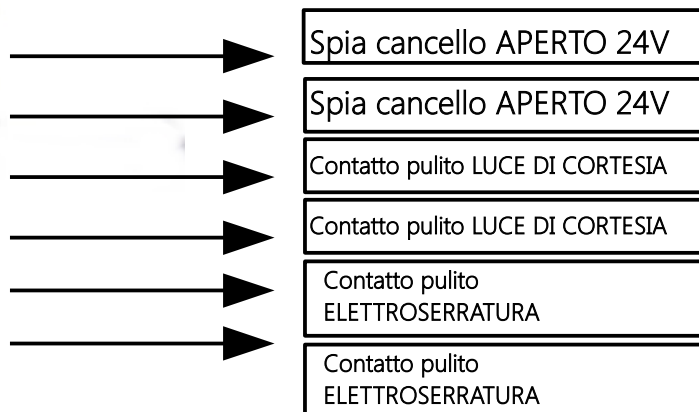 Spia cancello APERTO 24V
Spia cancello APERTO 24V
Contatto pulito LUCE DI CORTESIA
Contatto pulito LUCE DI CORTESIA
Contatto pulito
ELETTROSERRATURA
Contatto pulito
ELETTROSERRATURA